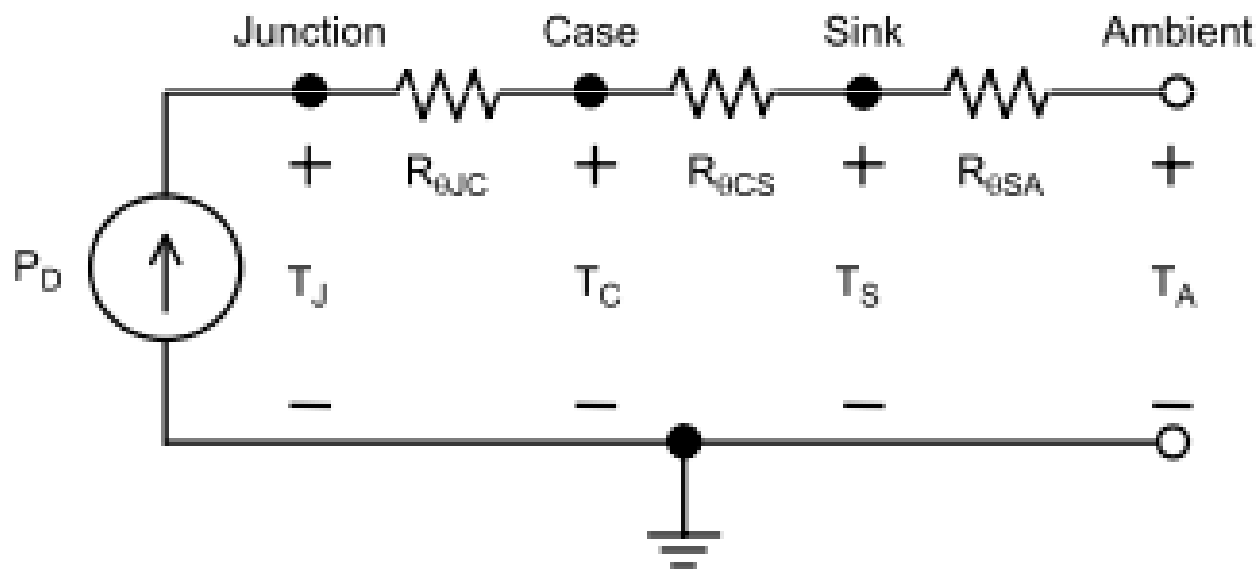 Junction Case Sink Ambient
+ RθJC + RθCS + RθSA +
PD TJ TC TS TA
− − − −